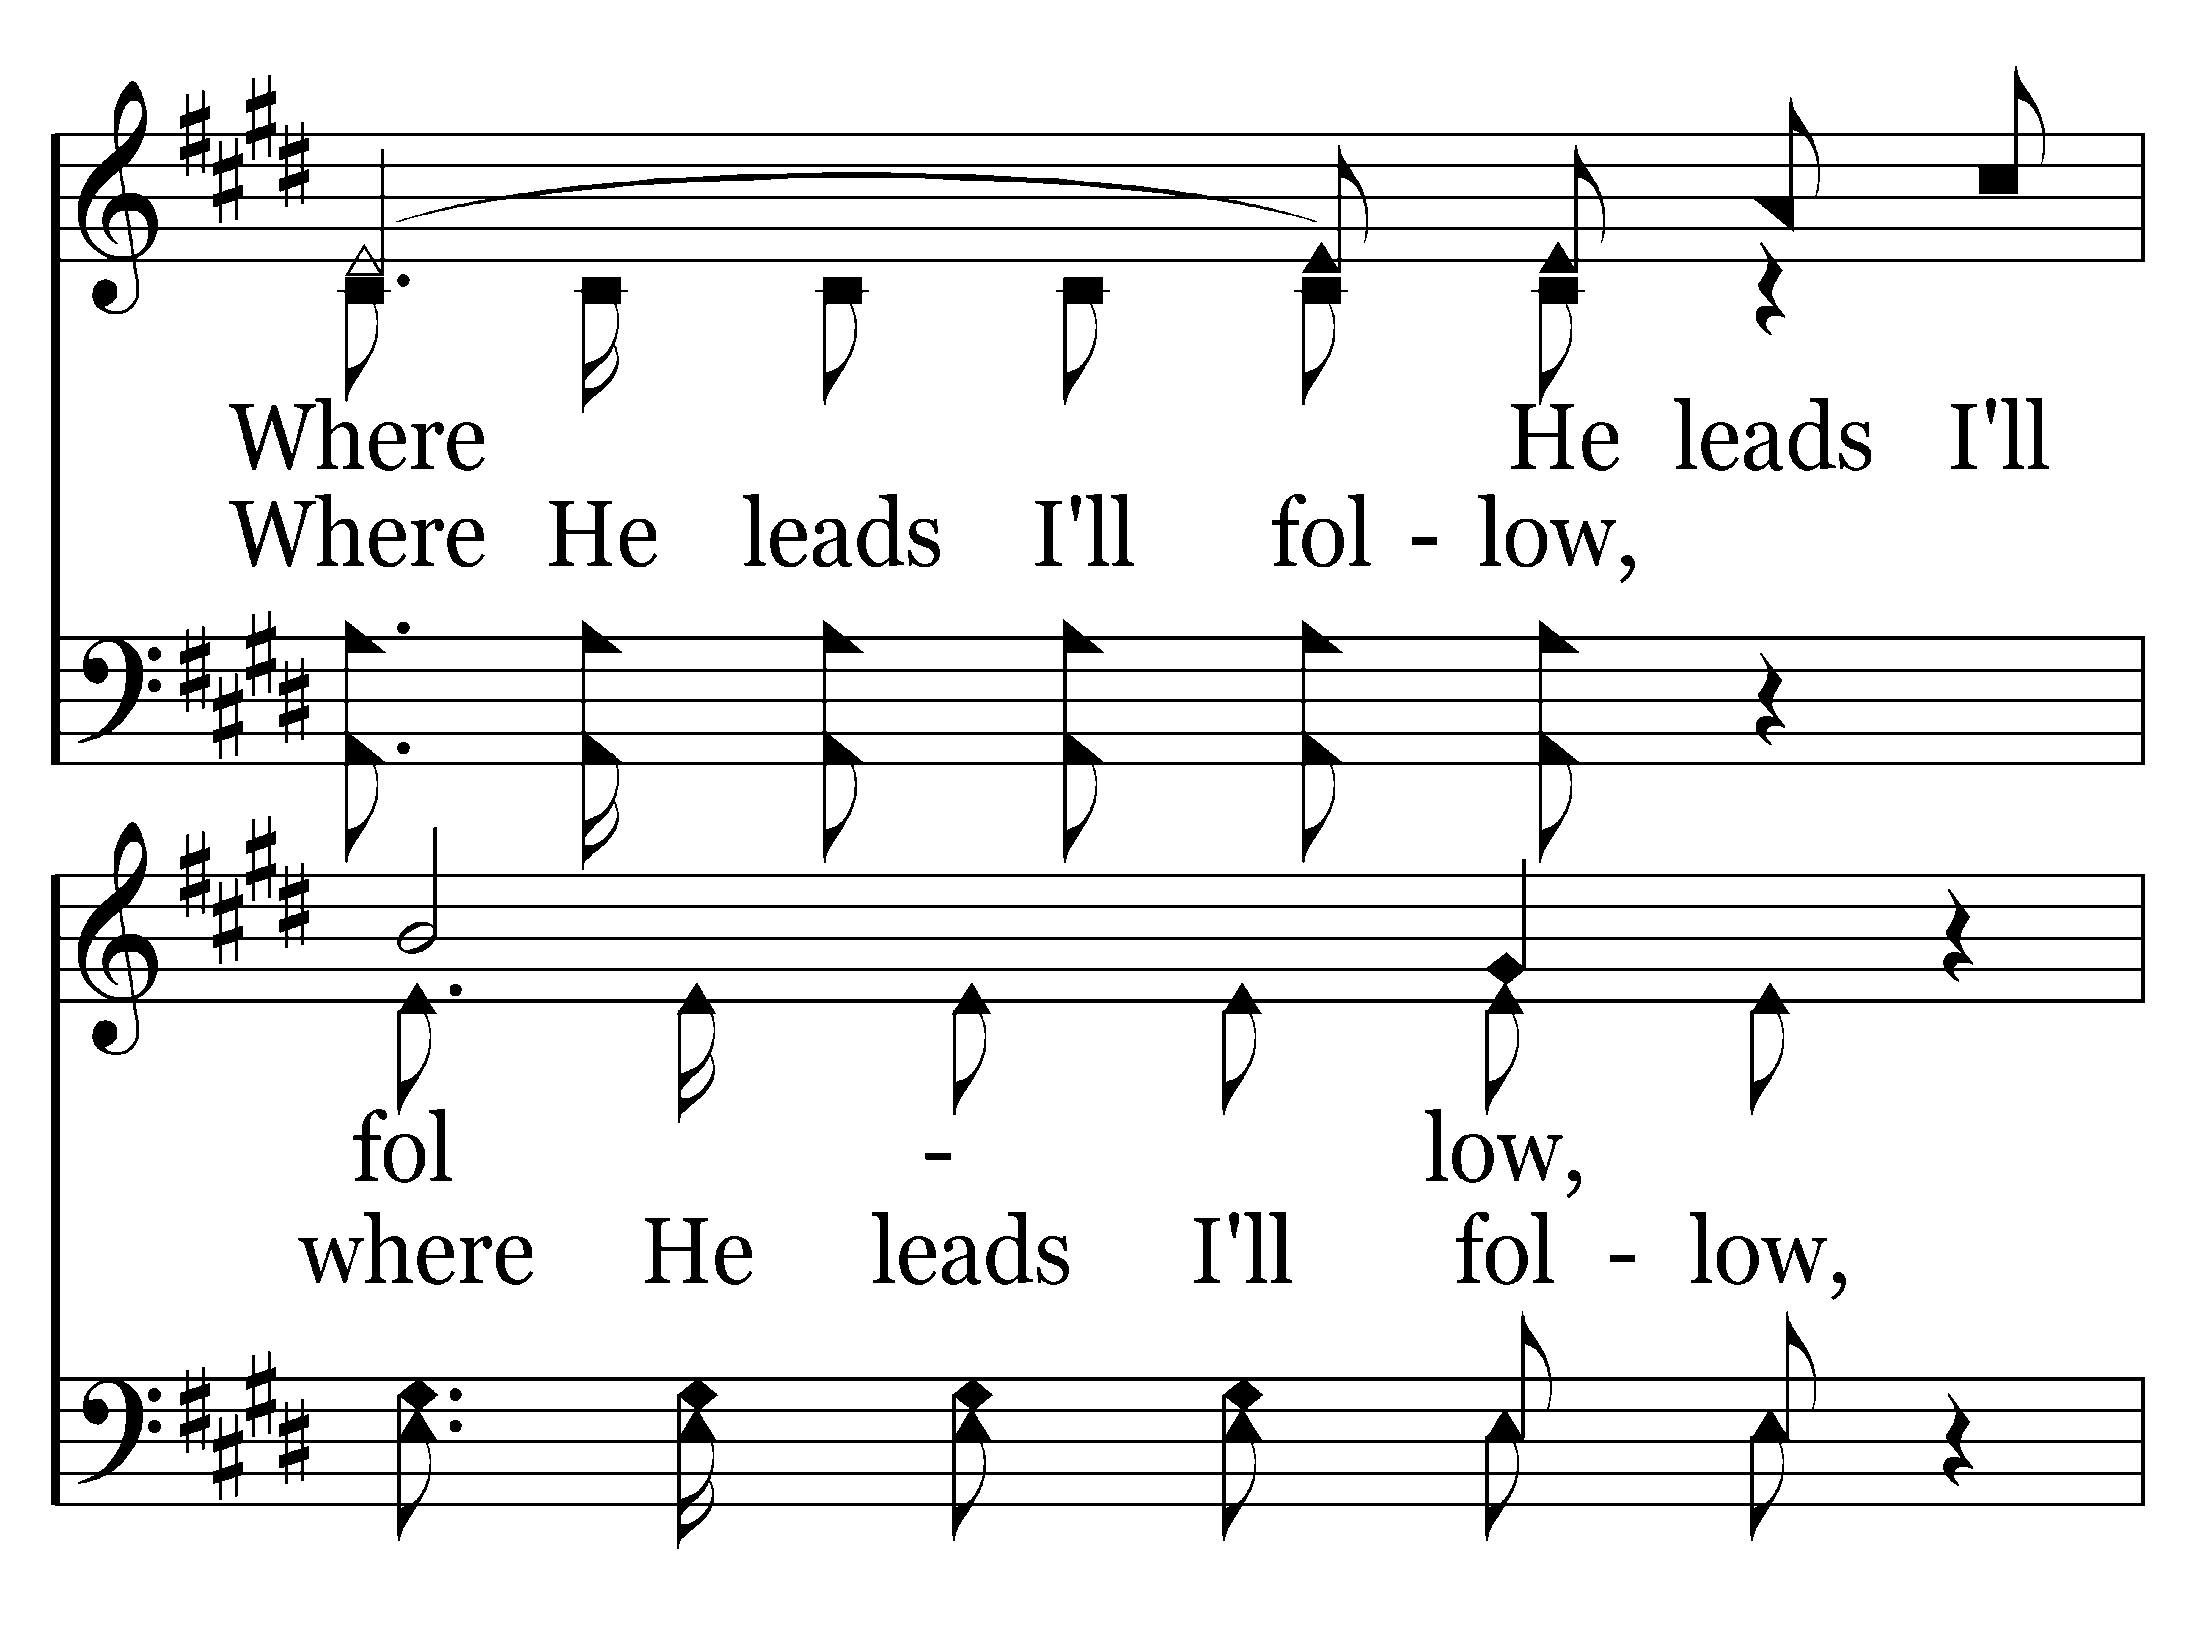 Where He leads I'll
Where He leads I'll fol - low,
fol - low,
where He leads I'll fol - low,